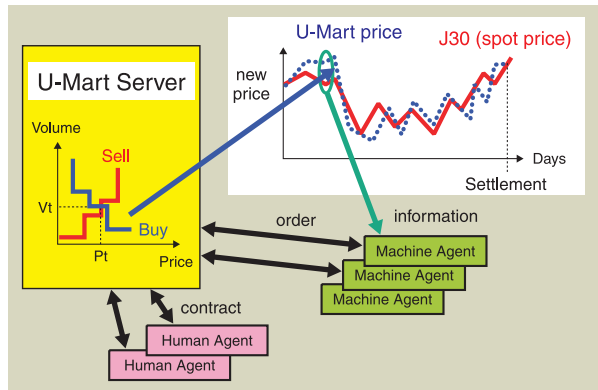 U-Mart Server
Volume
Sell
Vt
Buy
Pt
Price
U-Mart price
J30 (spot price)
new
price
Days
Settlement
order
information
Machine Agent
Machine Agent
Machine Agent
contract
Human Agent
Human Agent